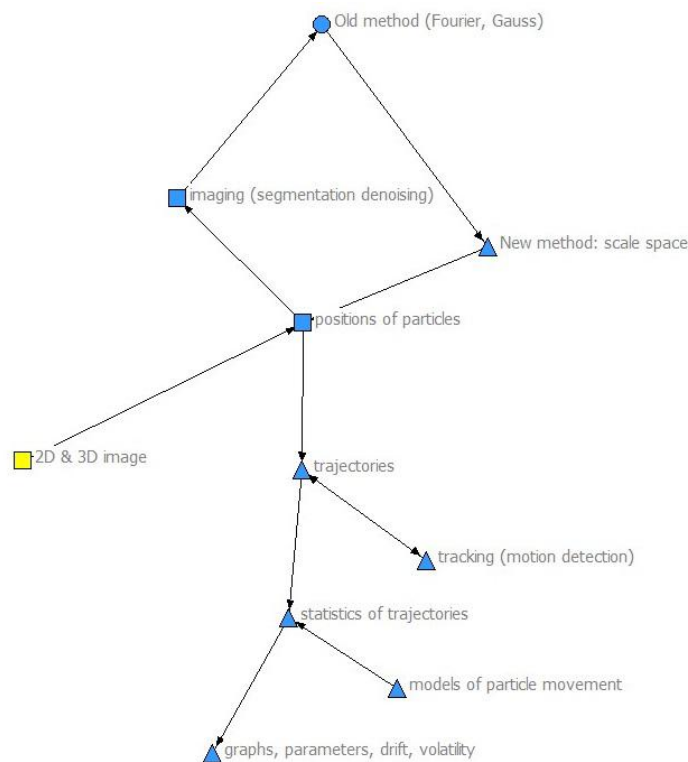 Old method (Fourier, Gauss)
imaging (segmentation denoising)
New method: scale space
positions of particles
2D & 3D image
trajectories
tracking (motion detection)
statistics of trajectories
models of particle movement
graphs, parameters, drift, volatility